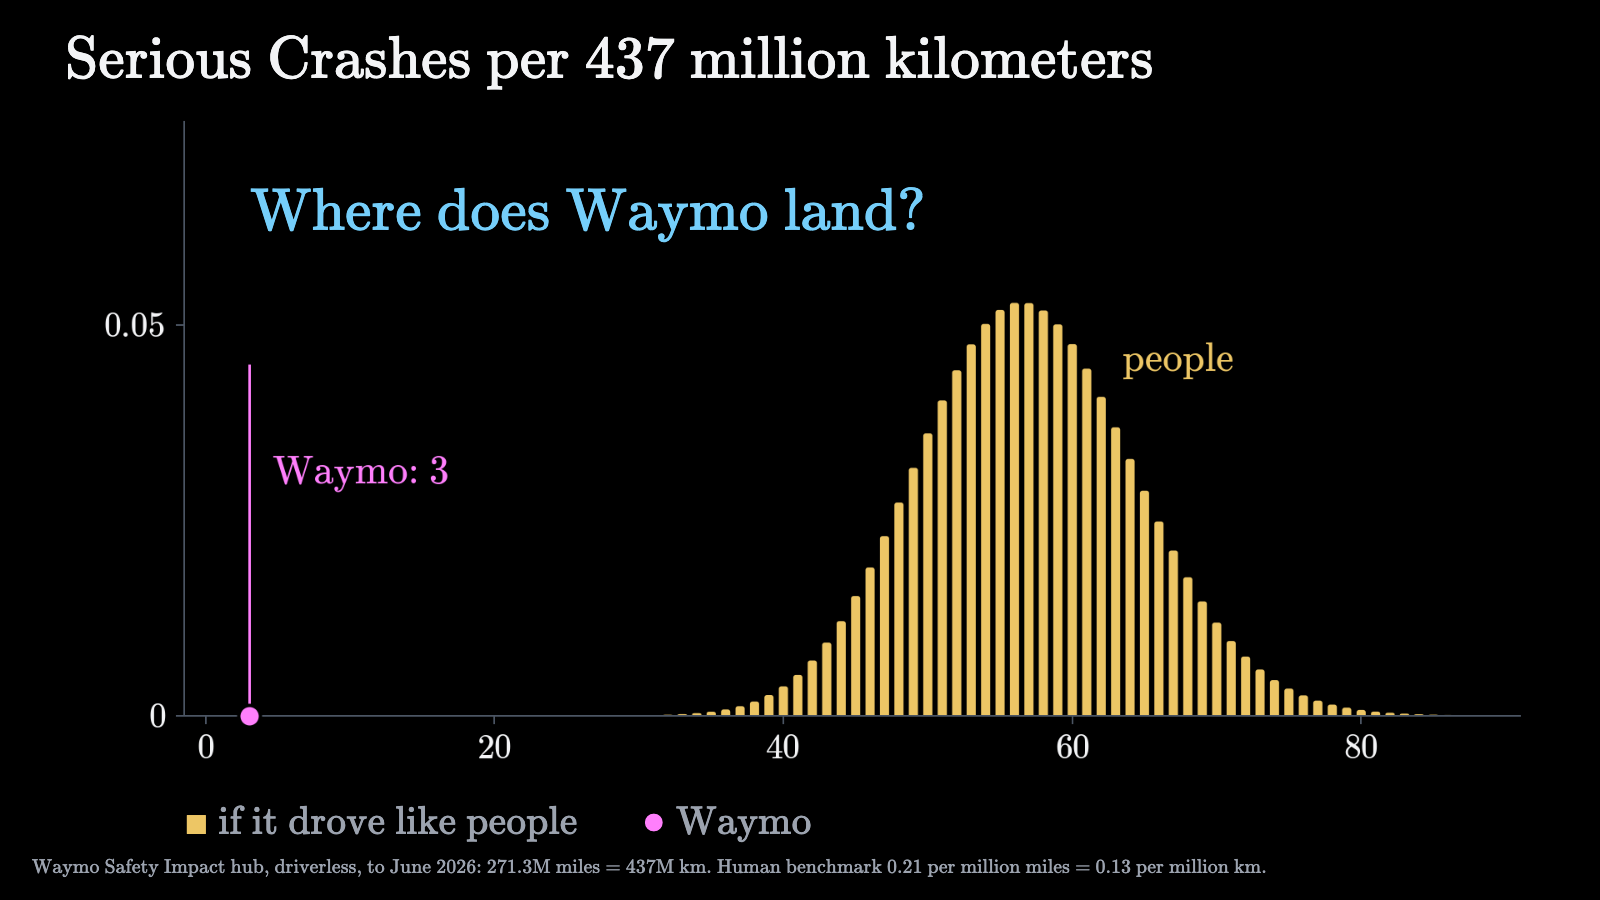 Serious Crashes per 437 million kilometers
Where does Waymo land?
0.05
people
Waymo: 3
0
0 20 40 60 80
if it drove like people Waymo
Waymo Safety Impact hub, driverless, to June 2026: 271.3M miles = 437M km. Human benchmark 0.21 per million miles = 0.13 per million km.